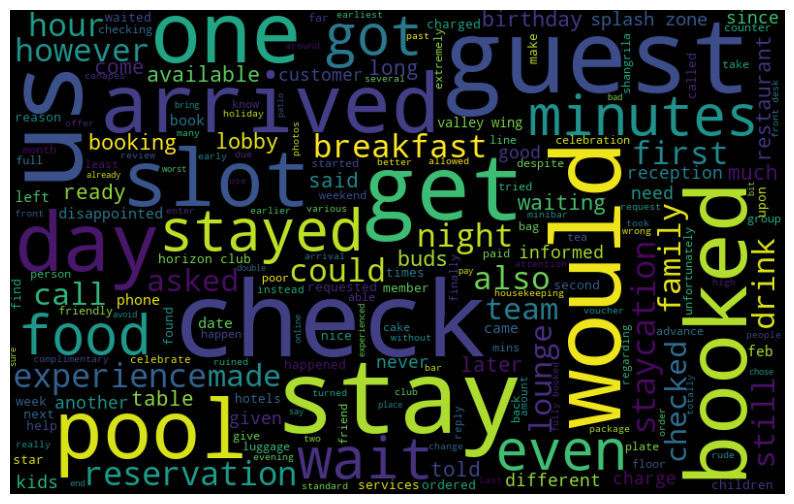 hour
one
got
birthday
splash zone
since
however
waited
checking
come
available
customer
long
far
charged
earliest
past
counter
take
guest
us
arrived
minutes
restaurant
reason
canapes
bring
many
around
several
know
holiday
book
extremely
make
called
shangrila
patio
photos
bad
front desk
month
offer
full
already
booking
lobby
breakfast
valley wing
celebration
line
good
first
least
review
early
due
started
better
allowed
despite
worst
use
weekend
tried
reception
need
much
upon
left
ready
slot
said
get
waiting
would
booked
front
enter
earlier
various
bag
minibar
request
bit
disappointed
took
wrong
group
day
stayed
night
informed
family
drink
person
horizon club
poor
could
buds
paid
tea
arrival
requested
times
finally
pay
attention
housekeeping
unfortunately
high
find
call
asked
double
instead
member
also
second
voucher
staycation
phone
able
team
friendly
avoid
found
date
nice
cake
without
experienced
came
advance
people
food
check
happen
online
mins
regarding
chose
sure
complimentary
celebrate
ruined
happened
never
bar
later
lounge
fully booked
checked
feb
still
totally
experience
made
stay
week
another
table
hotels
turned
club
back
amount
package
order
rude
next
help
given
say
place
reply
even
plate
star
give
friend
two
change
floor
really
luggage
evening
wait
told
different
charge
children
kids
end
reservation
standard
services
ordered
last
pool